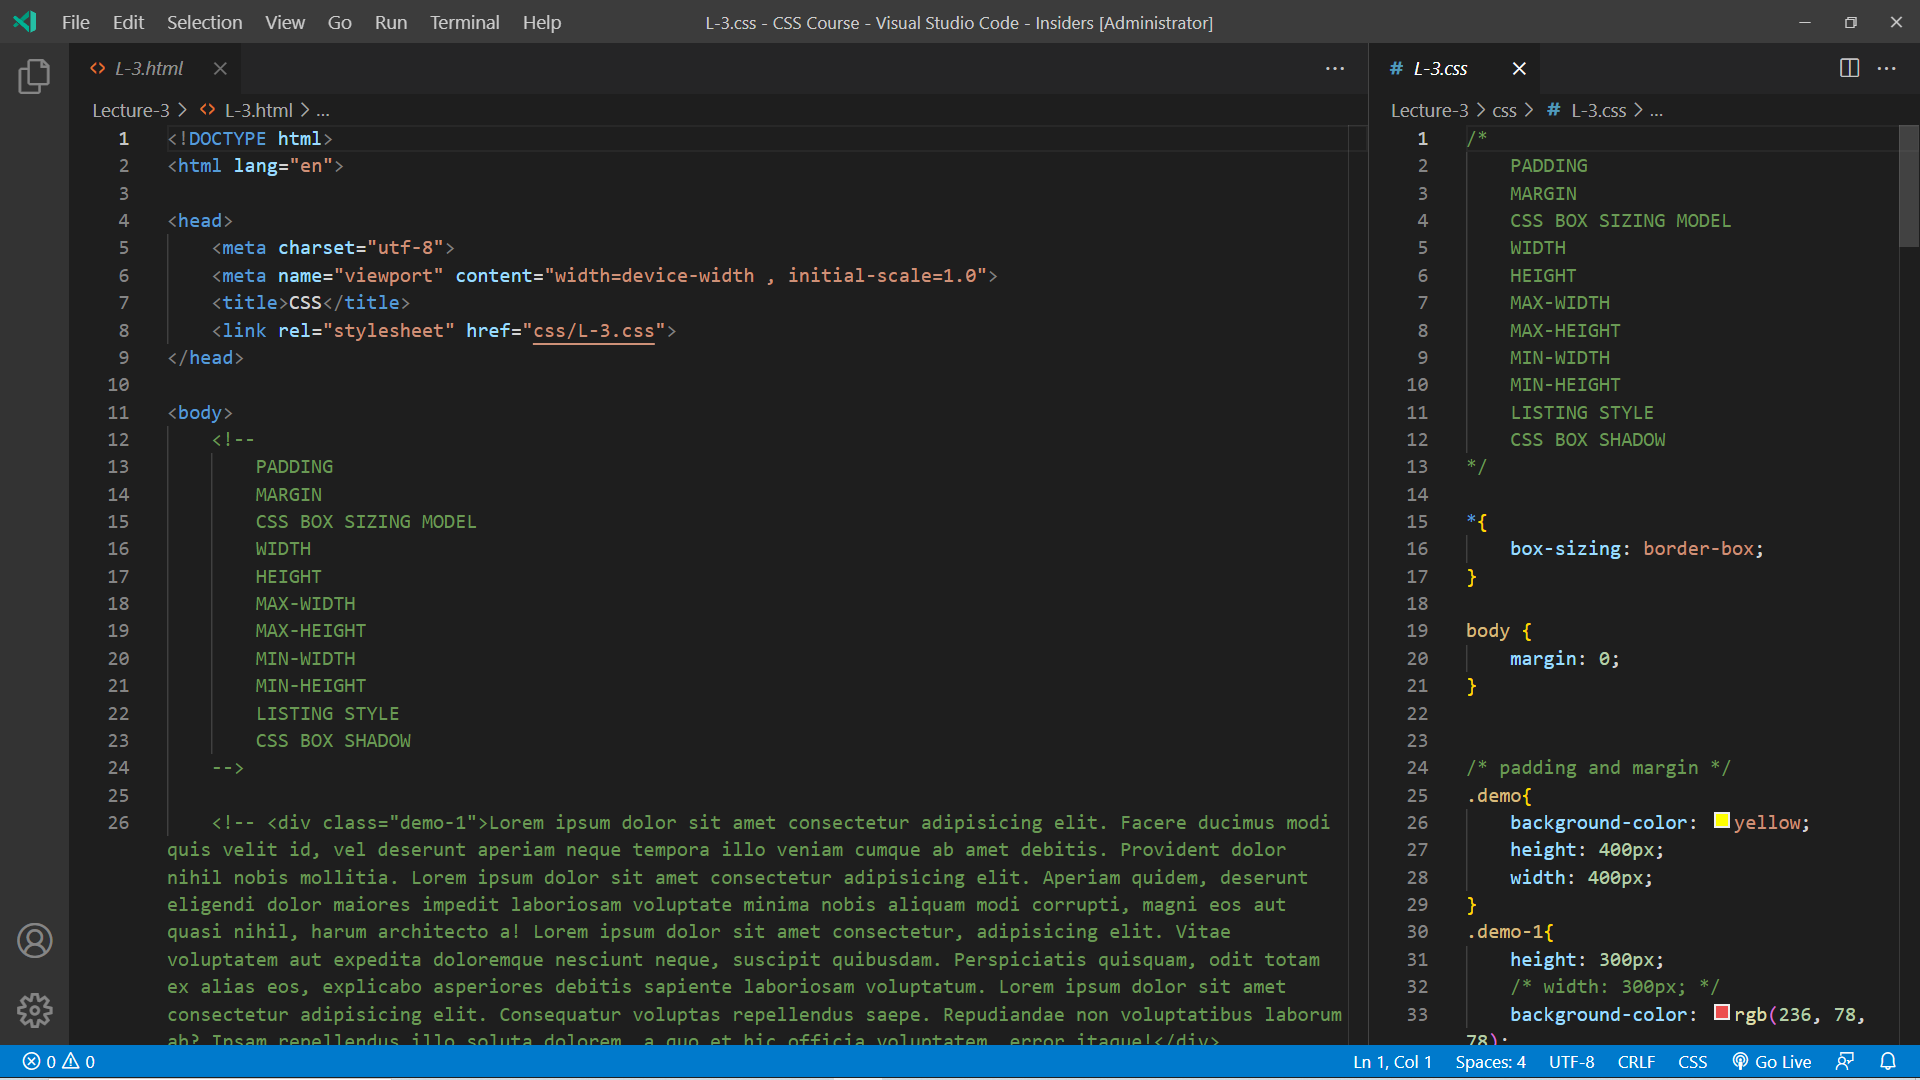 File Edit Selection View Go Run Terminal Help
L-3.css - CSS Course - Visual Studio Code - Insiders [Administrator]
L-3.html
Lecture-3 > L-3.html > ...
1 <!DOCTYPE html>
2 <html lang="en">
3
4 <head>
5 <meta charset="utf-8">
6 <meta name="viewport" content="width=device-width , initial-scale=1.0">
7 <title>CSS</title>
8 <link rel="stylesheet" href="css/L-3.css">
9 </head>
10
11 <body>
12 <!--
13 PADDING
14 MARGIN
15 CSS BOX SIZING MODEL
16 WIDTH
17 HEIGHT
18 MAX-WIDTH
19 MAX-HEIGHT
20 MIN-WIDTH
21 MIN-HEIGHT
22 LISTING STYLE
23 CSS BOX SHADOW
24 -->
25
26 <!-- <div class="demo-1">Lorem ipsum dolor sit amet consectetur adipisicing elit. Facere ducimus modi
quis velit id, vel deserunt aperiam neque tempora illo veniam cumque ab amet debitis. Provident dolor
nihil nobis mollitia. Lorem ipsum dolor sit amet consectetur adipisicing elit. Aperiam quidem, deserunt
eligendi dolor maiores impedit laboriosam voluptate minima nobis aliquam modi corrupti, magni eos aut
quasi nihil, harum architecto a! Lorem ipsum dolor sit amet consectetur, adipisicing elit. Vitae
voluptatem aut expedita doloremque nesciunt neque, suscipit quibusdam. Perspiciatis quisquam, odit totam
ex alias eos, explicabo asperiores debitis sapiente laboriosam voluptatum. Lorem ipsum dolor sit amet
consectetur adipisicing elit. Consequatur voluptas repellendus saepe. Repudiandae non voluptatibus laborum
ab? Ipsam repellendus illo soluta dolorem, a quo et hic officia voluptatem, error itaque!</div>
# L-3.css
Lecture-3 > css > # L-3.css > ...
1 /*
2 PADDING
3 MARGIN
4 CSS BOX SIZING MODEL
5 WIDTH
6 HEIGHT
7 MAX-WIDTH
8 MAX-HEIGHT
9 MIN-WIDTH
10 MIN-HEIGHT
11 LISTING STYLE
12 CSS BOX SHADOW
13 */
14
15 *{
16 box-sizing: border-box;
17 }
18
19 body {
20 margin: 0;
21 }
22
23
24 /* padding and margin */
25 .demo{
26 background-color: yellow;
27 height: 400px;
28 width: 400px;
29 }
30 .demo-1{
31 height: 300px;
32 /* width: 300px; */
33 background-color: rgb(236, 78,
78);
0 0
Ln 1, Col 1 Spaces: 4 UTF-8 CRLF CSS Go Live